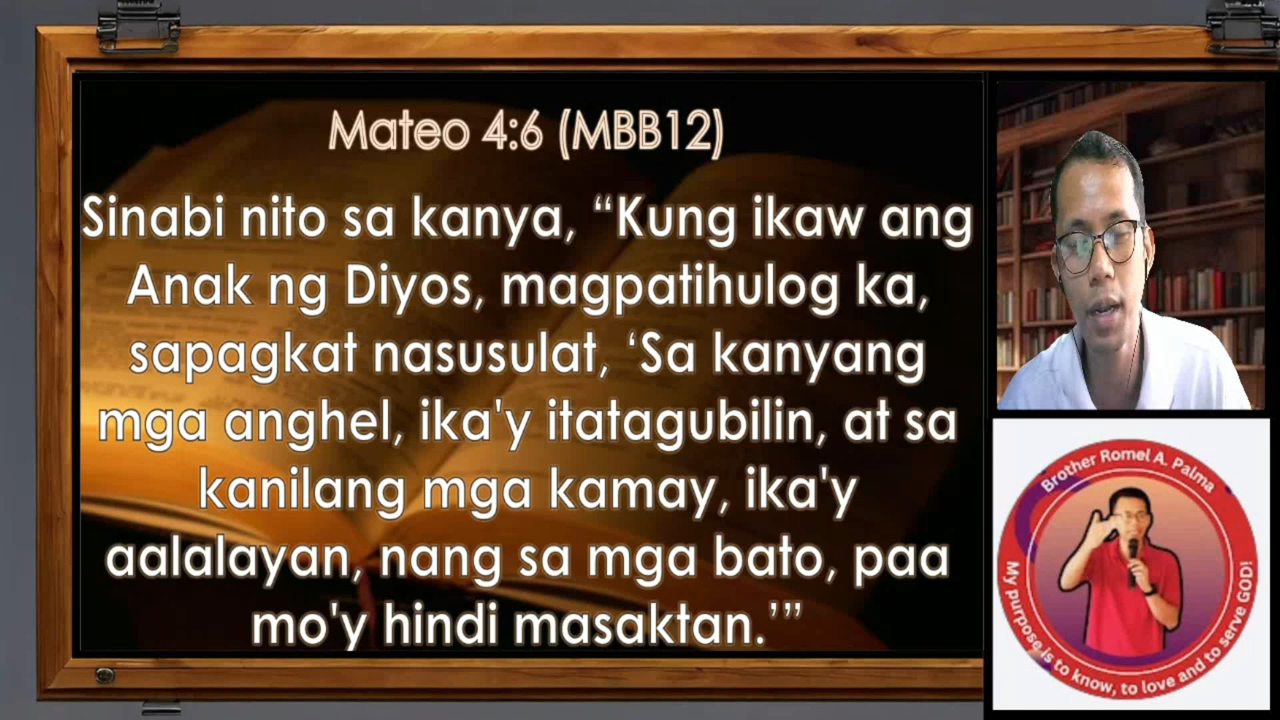 Mateo 4:6 (MBB12)
Sinabi nito sa kanya, “Kung ikaw ang
Anak ng Diyos, magpatihulog ka,
sapagkat nasusulat, ‘Sa kanyang
mga anghel, ika'y itatagubilin, at sa
kanilang mga kamay, ika'y
aalalayan, nang sa mga bato, paa
mo'y hindi masaktan.’”
Brother Romel A. Palma
My purpose is to know, to love and to serve GOD!